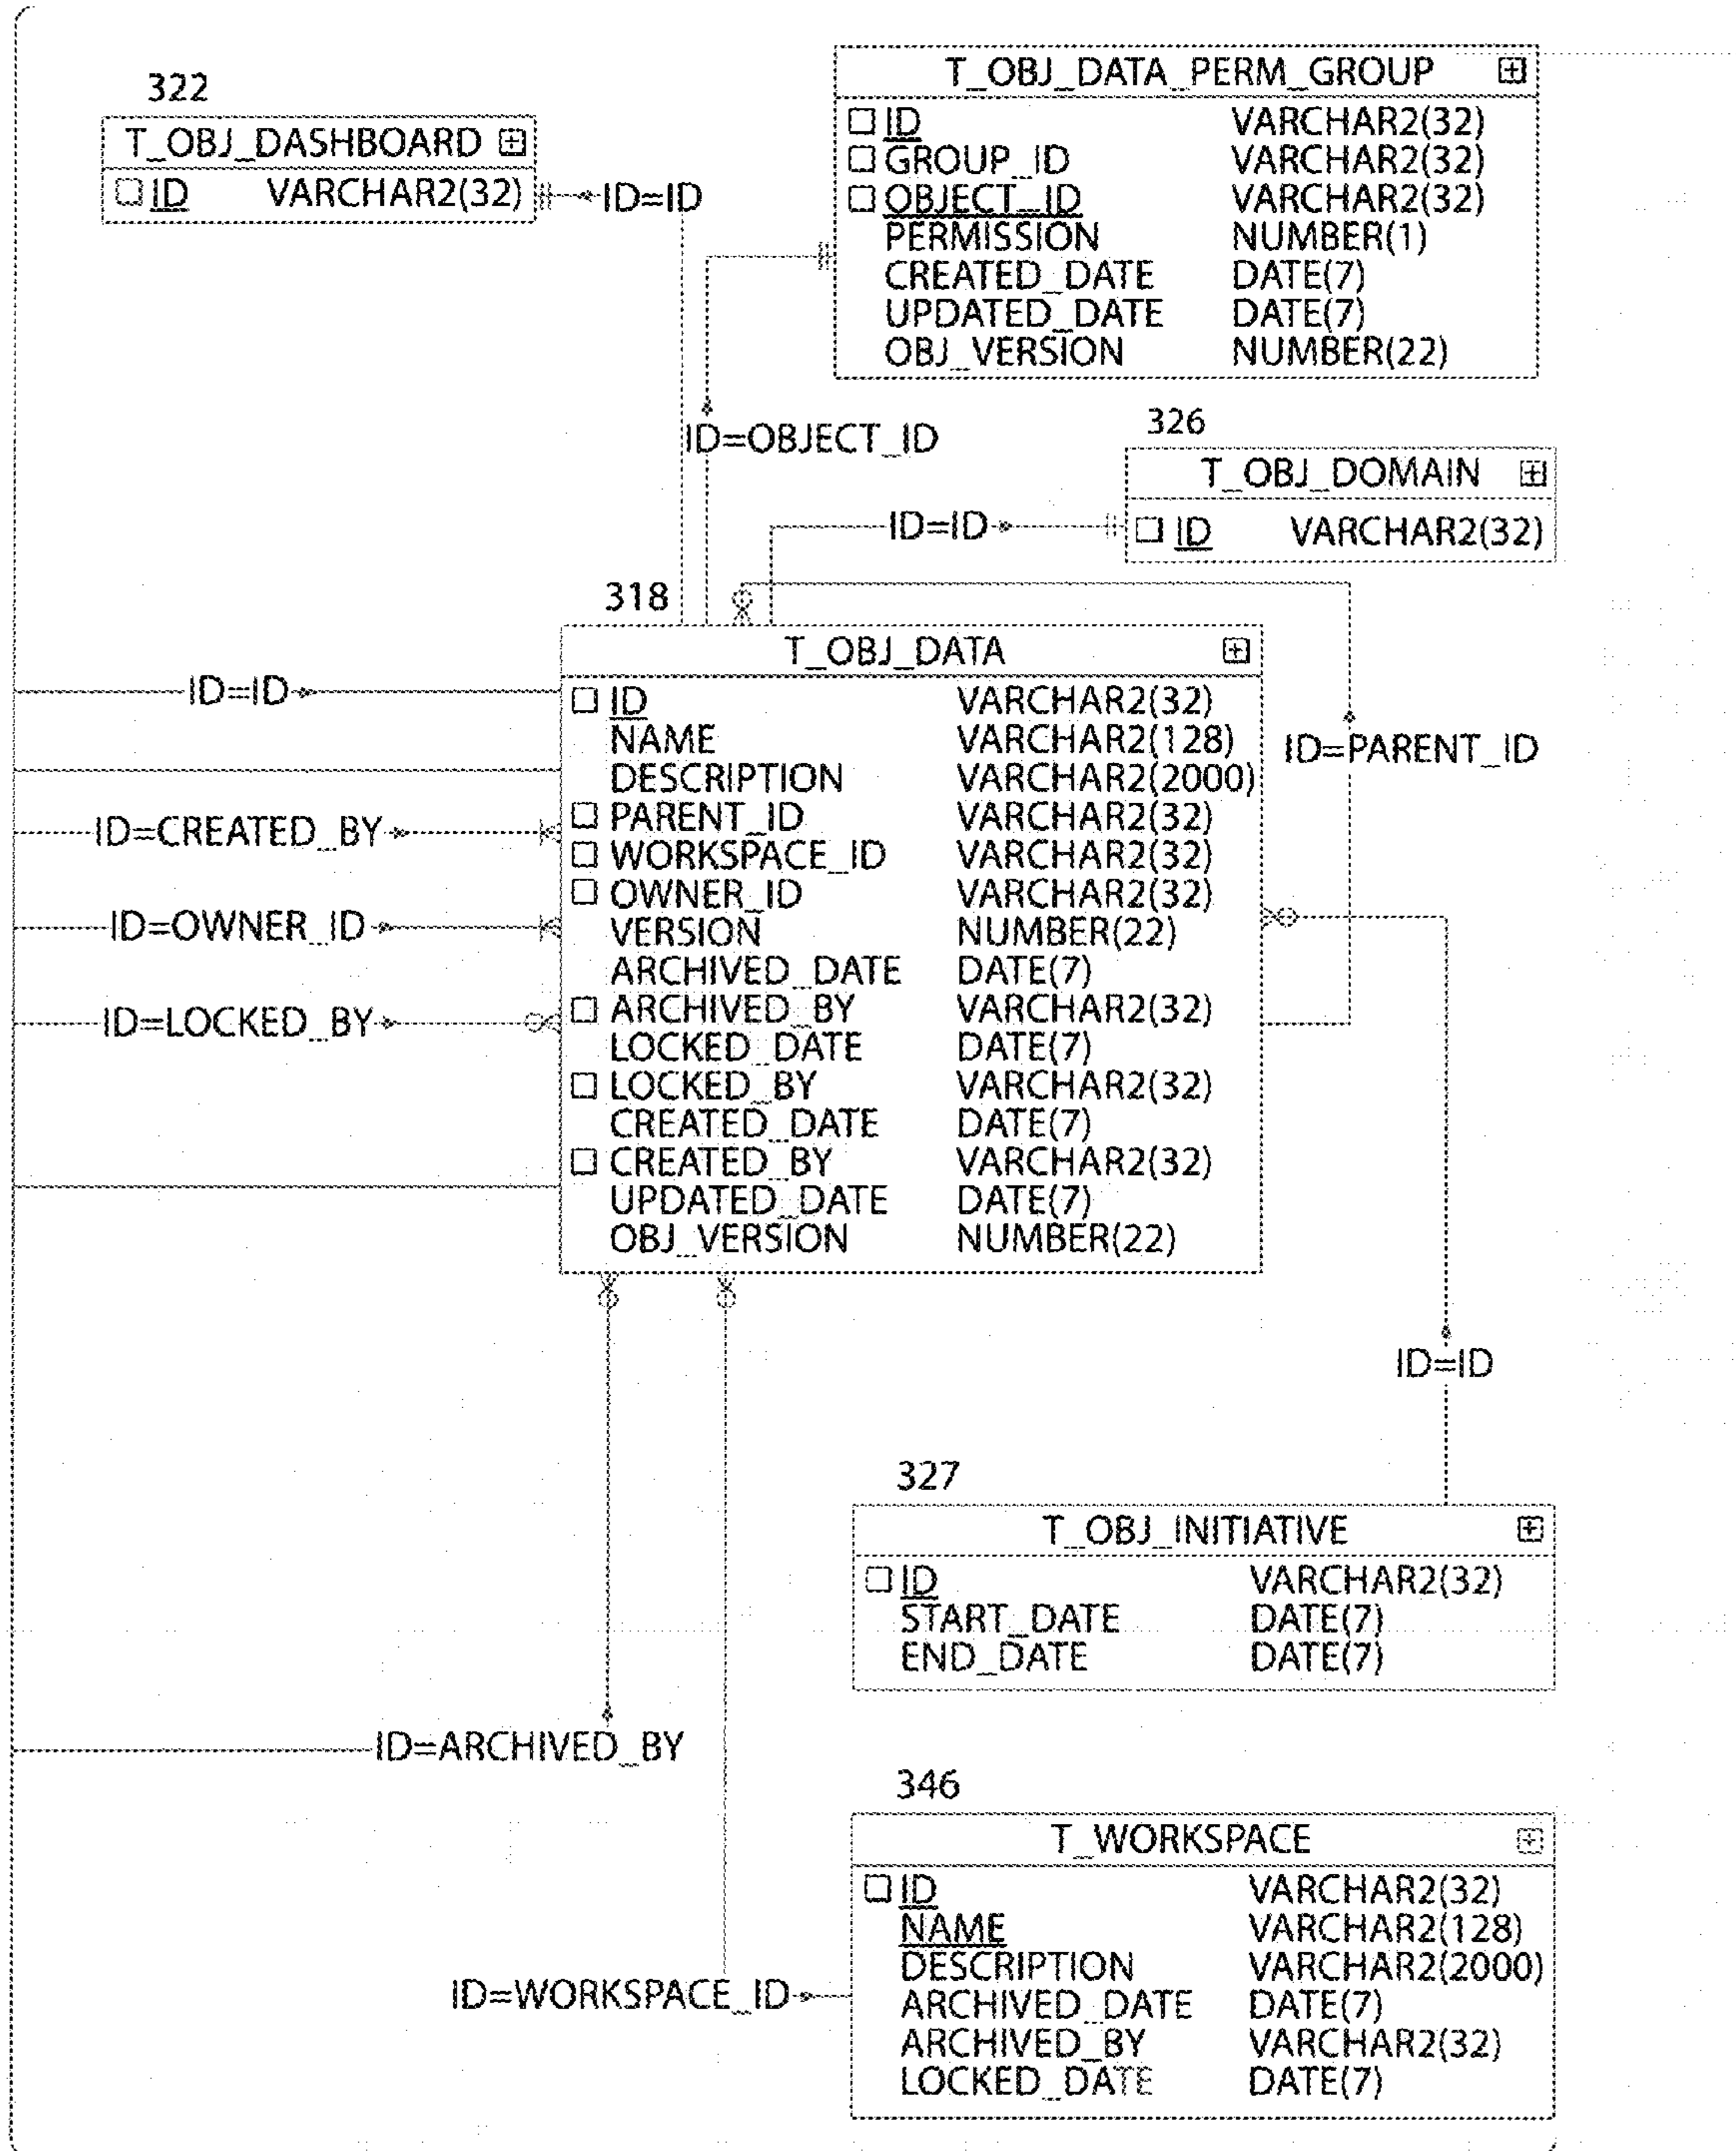 322
T_OBJ_DASHBOARD
ID VARCHAR2(32)
ID=ID
T_OBJ_DATA_PERM_GROUP
ID VARCHAR2(32)
GROUP_ID VARCHAR2(32)
OBJECT_ID VARCHAR2(32)
PERMISSION NUMBER(1)
CREATED_DATE DATE(7)
UPDATED_DATE DATE(7)
OBJ_VERSION NUMBER(22)
ID=OBJECT_ID
326
T_OBJ_DOMAIN
ID VARCHAR2(32)
ID=ID
318
T_OBJ_DATA
ID VARCHAR2(32)
NAME VARCHAR2(128)
DESCRIPTION VARCHAR2(2000)
PARENT_ID VARCHAR2(32)
WORKSPACE_ID VARCHAR2(32)
OWNER_ID VARCHAR2(32)
VERSION NUMBER(22)
ARCHIVED_DATE DATE(7)
ARCHIVED_BY VARCHAR2(32)
LOCKED_DATE DATE(7)
LOCKED_BY VARCHAR2(32)
CREATED_DATE DATE(7)
CREATED_BY VARCHAR2(32)
UPDATED_DATE DATE(7)
OBJ_VERSION NUMBER(22)
ID=ID
ID=CREATED_BY
ID=OWNER_ID
ID=LOCKED_BY
ID=PARENT_ID
ID=ID
327
T_OBJ_INITIATIVE
ID VARCHAR2(32)
START_DATE DATE(7)
END_DATE DATE(7)
ID=ARCHIVED_BY
346
T_WORKSPACE
ID VARCHAR2(32)
NAME VARCHAR2(128)
DESCRIPTION VARCHAR2(2000)
ARCHIVED_DATE DATE(7)
ARCHIVED_BY VARCHAR2(32)
LOCKED_DATE DATE(7)
ID=WORKSPACE_ID